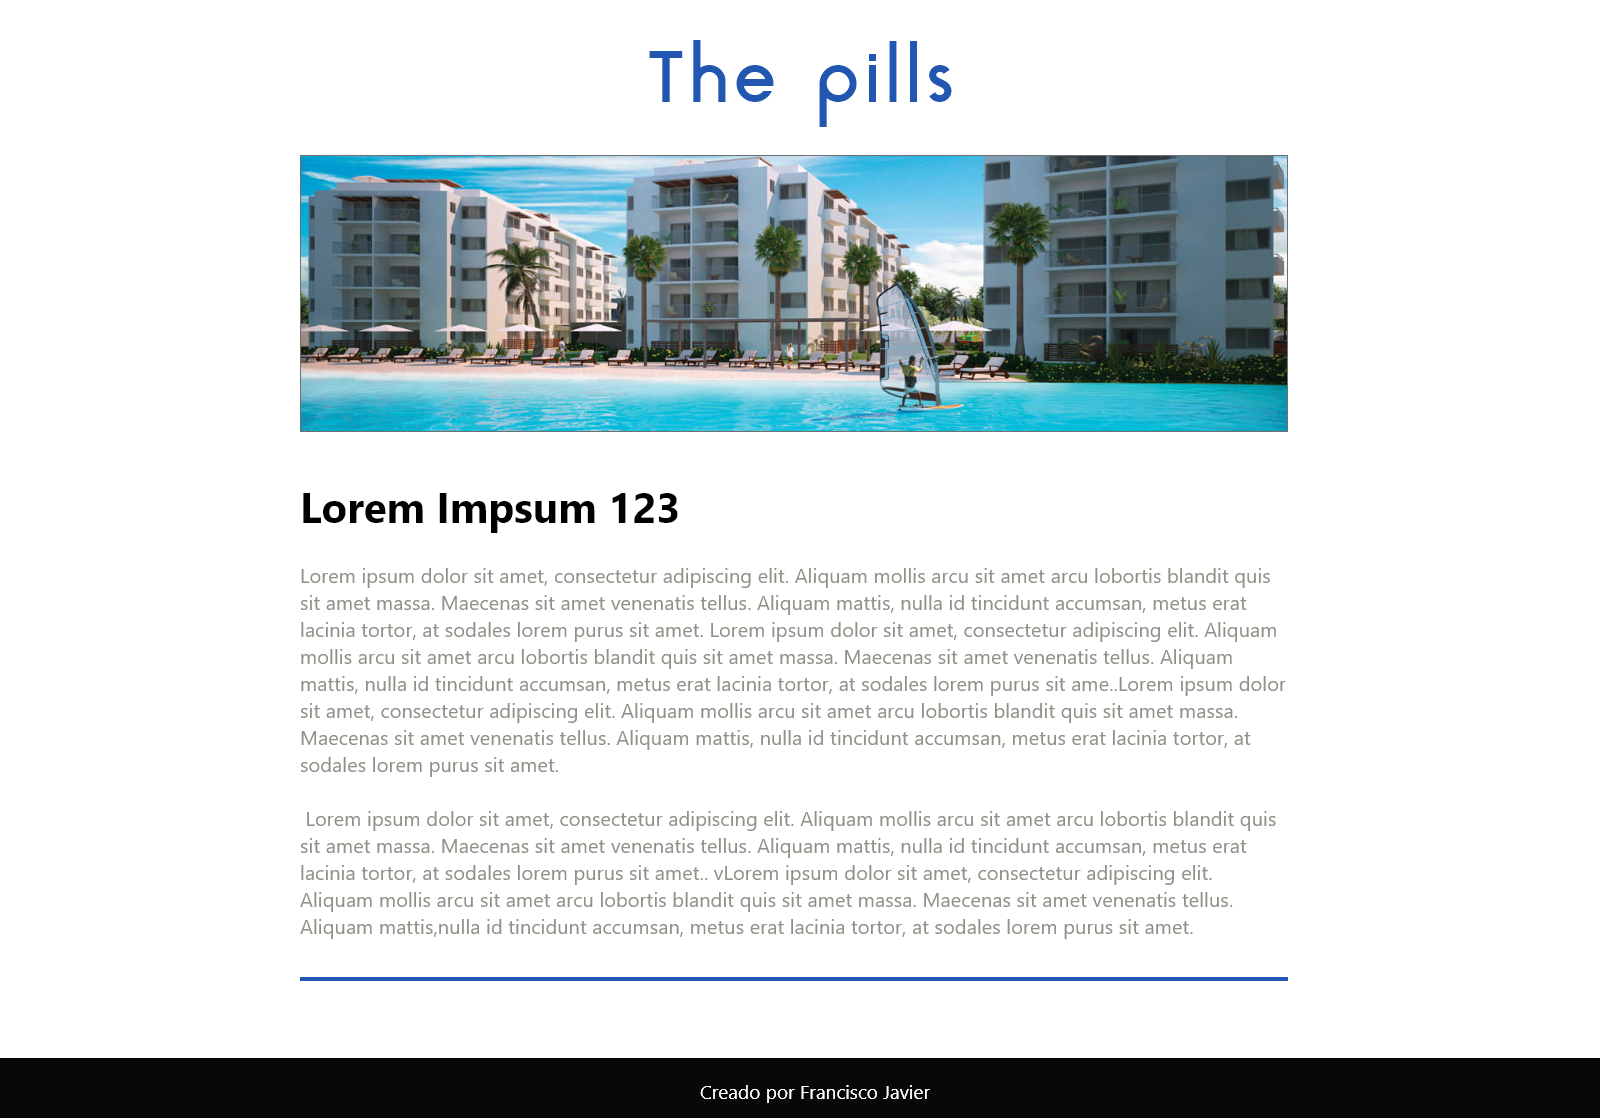 The pills
Lorem Impsum 123
Lorem ipsum dolor sit amet, consectetur adipiscing elit. Aliquam mollis arcu sit amet arcu lobortis blandit quis
sit amet massa. Maecenas sit amet venenatis tellus. Aliquam mattis, nulla id tincidunt accumsan, metus erat
lacinia tortor, at sodales lorem purus sit amet. Lorem ipsum dolor sit amet, consectetur adipiscing elit. Aliquam
mollis arcu sit amet arcu lobortis blandit quis sit amet massa. Maecenas sit amet venenatis tellus. Aliquam
mattis, nulla id tincidunt accumsan, metus erat lacinia tortor, at sodales lorem purus sit ame..Lorem ipsum dolor
sit amet, consectetur adipiscing elit. Aliquam mollis arcu sit amet arcu lobortis blandit quis sit amet massa.
Maecenas sit amet venenatis tellus. Aliquam mattis, nulla id tincidunt accumsan, metus erat lacinia tortor, at
sodales lorem purus sit amet.
Lorem ipsum dolor sit amet, consectetur adipiscing elit. Aliquam mollis arcu sit amet arcu lobortis blandit quis
sit amet massa. Maecenas sit amet venenatis tellus. Aliquam mattis, nulla id tincidunt accumsan, metus erat
lacinia tortor, at sodales lorem purus sit amet.. vLorem ipsum dolor sit amet, consectetur adipiscing elit.
Aliquam mollis arcu sit amet arcu lobortis blandit quis sit amet massa. Maecenas sit amet venenatis tellus.
Aliquam mattis,nulla id tincidunt accumsan, metus erat lacinia tortor, at sodales lorem purus sit amet.
Creado por Francisco Javier